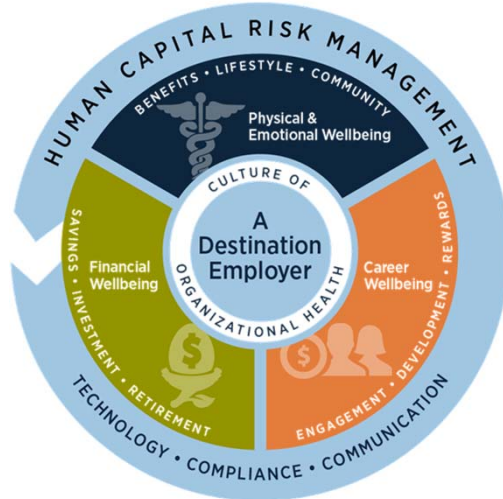 HUMAN CAPITAL RISK MANAGEMENT
BENEFITS • LIFESTYLE • COMMUNITY
Physical &
Emotional Wellbeing
CULTURE OF
A
Destination
Employer
ORGANIZATIONAL HEALTH
Financial
Wellbeing
SAVINGS • INVESTMENT • RETIREMENT
$
Career
Wellbeing
ENGAGEMENT • DEVELOPMENT • REWARDS
$
TECHNOLOGY • COMPLIANCE • COMMUNICATION